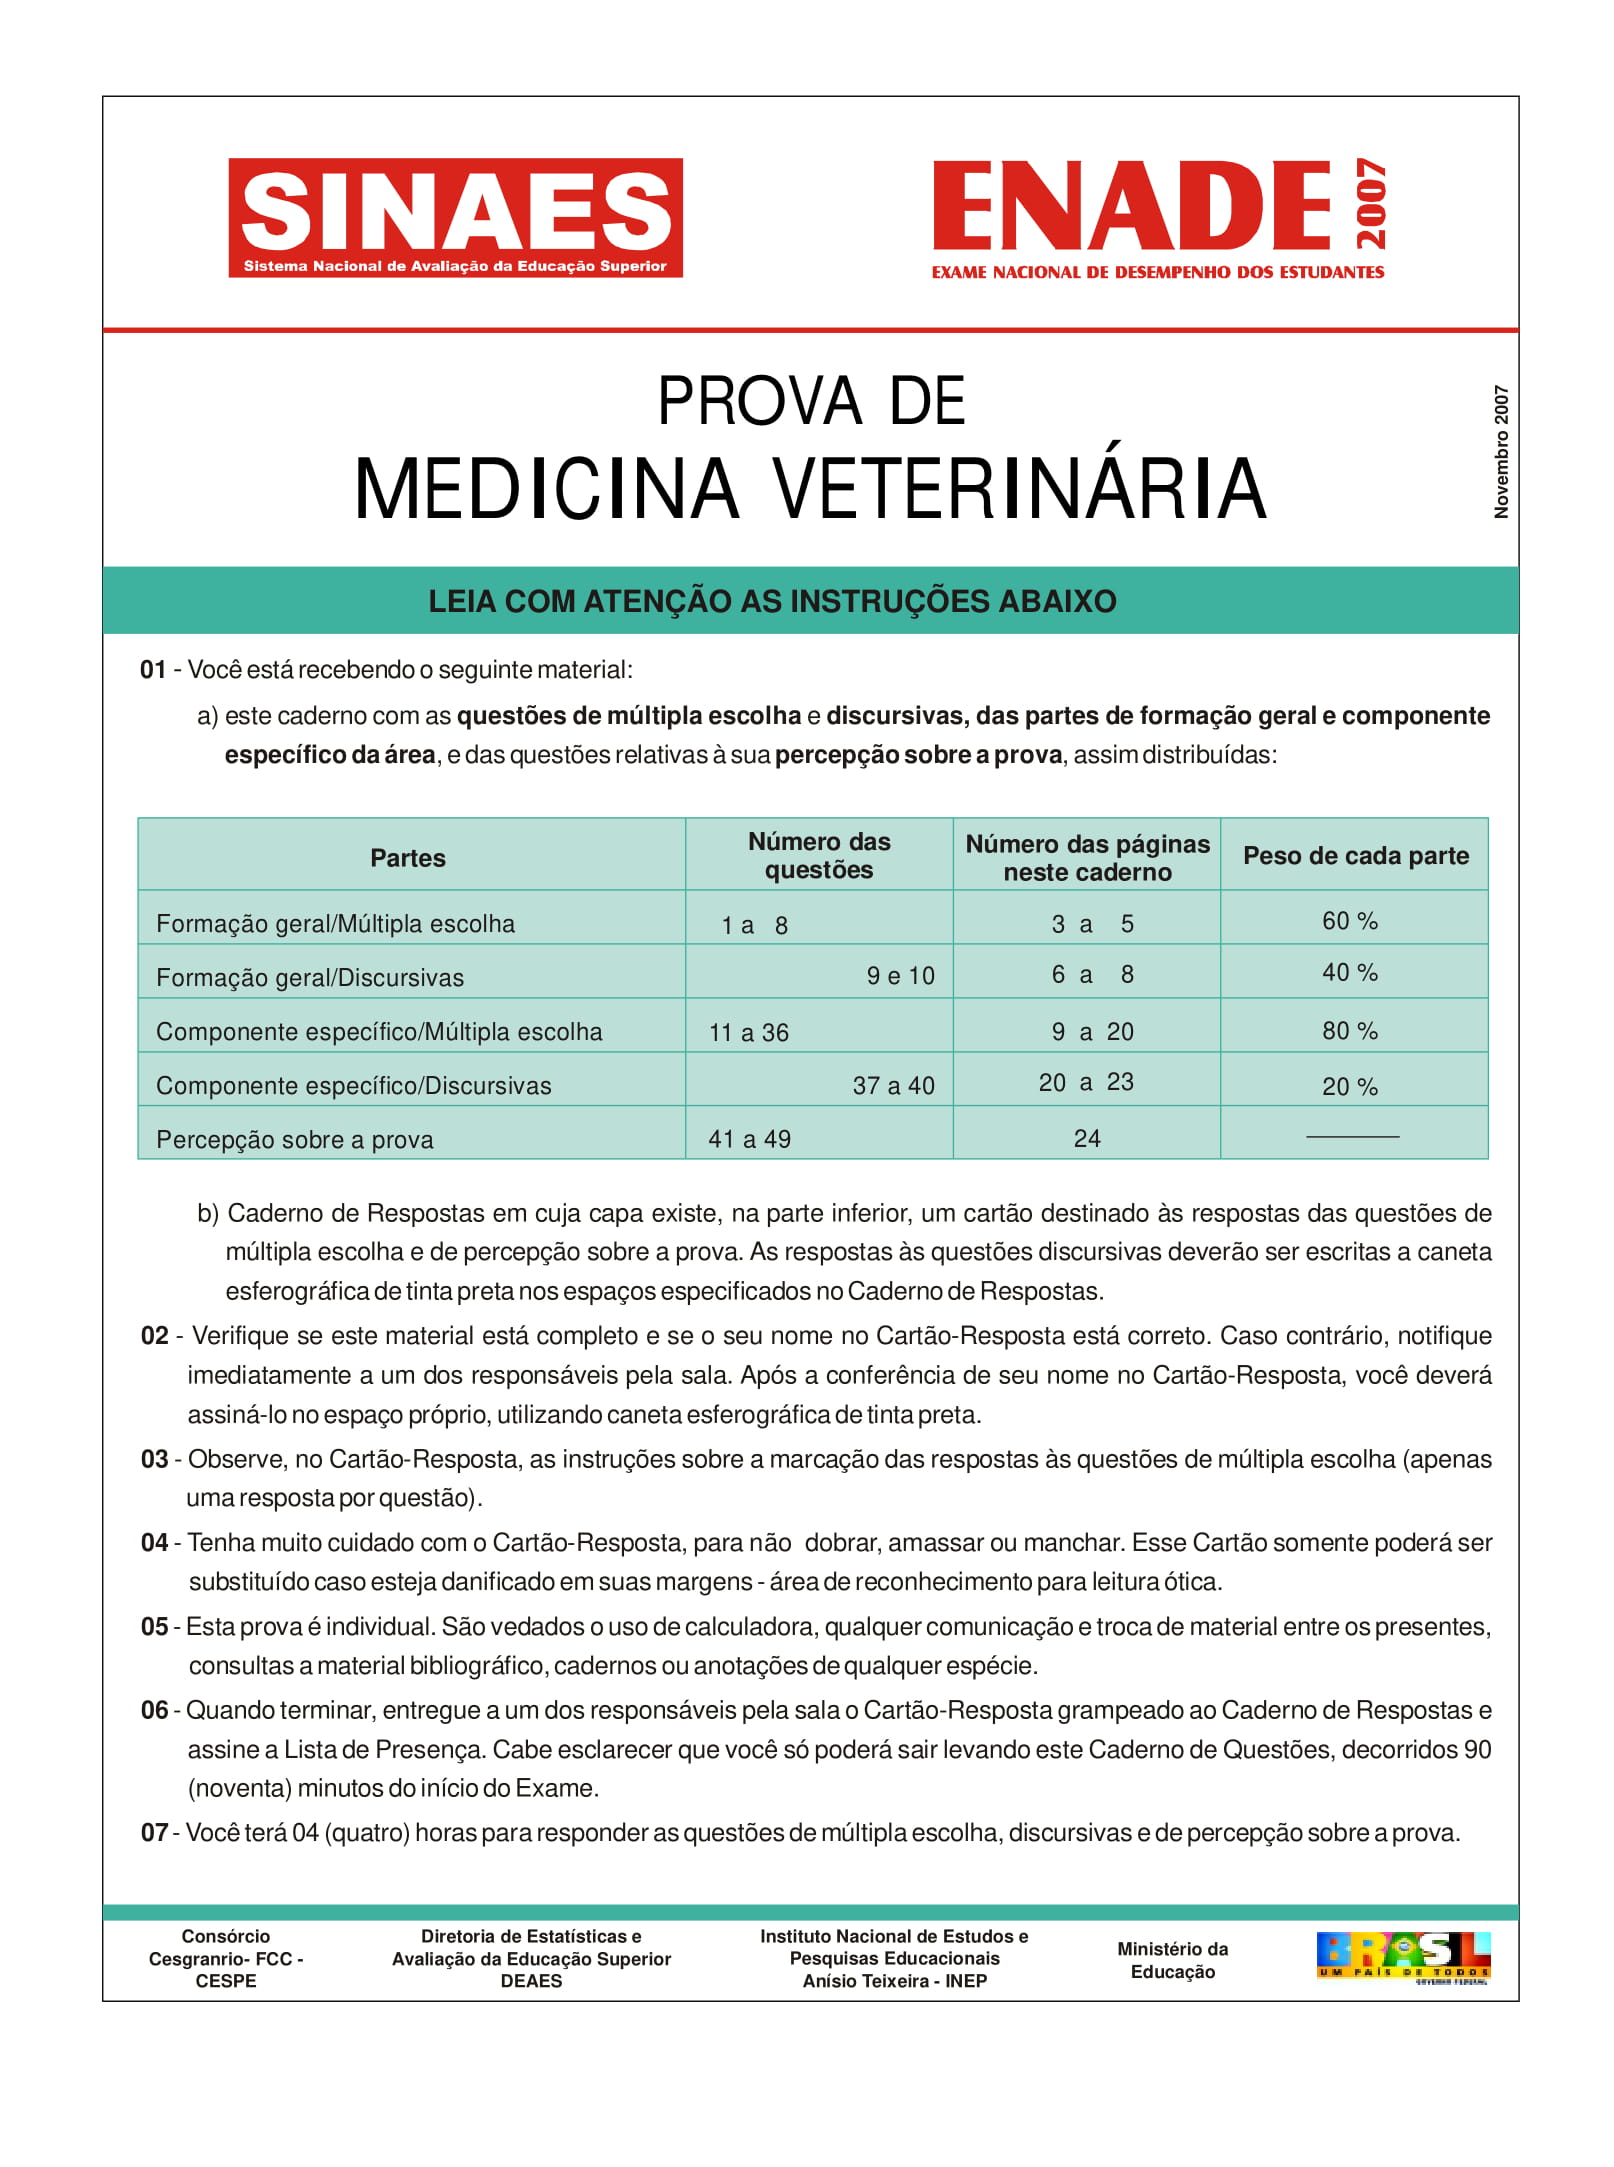 SINAES
Sistema Nacional de Avaliação da Educação Superior
ENADE 2007
EXAME NACIONAL DE DESEMPENHO DOS ESTUDANTES
Novembro 2007
PROVA DE
MEDICINA VETERINÁRIA
LEIA COM ATENÇÃO AS INSTRUÇÕES ABAIXO
01 - Você está recebendo o seguinte material:
a) este caderno com as questões de múltipla escolha e discursivas, das partes de formação geral e componente
específico da área, e das questões relativas à sua percepção sobre a prova, assim distribuídas:
Partes
Número das
questões
Número das páginas
neste caderno
Peso de cada parte
Formação geral/Múltipla escolha 1 a 8 3 a 5 60 %
Formação geral/Discursivas 9 e 10 6 a 8 40 %
Componente específico/Múltipla escolha 11 a 36 9 a 20 80 %
Componente específico/Discursivas 37 a 40 20 a 23 20 %
Percepção sobre a prova 41 a 49 24
b) Caderno de Respostas em cuja capa existe, na parte inferior, um cartão destinado às respostas das questões de
múltipla escolha e de percepção sobre a prova. As respostas às questões discursivas deverão ser escritas a caneta
esferográfica de tinta preta nos espaços especificados no Caderno de Respostas.
02 - Verifique se este material está completo e se o seu nome no Cartão-Resposta está correto. Caso contrário, notifique
imediatamente a um dos responsáveis pela sala. Após a conferência de seu nome no Cartão-Resposta, você deverá
assiná-lo no espaço próprio, utilizando caneta esferográfica de tinta preta.
03 - Observe, no Cartão-Resposta, as instruções sobre a marcação das respostas às questões de múltipla escolha (apenas
uma resposta por questão).
04 - Tenha muito cuidado com o Cartão-Resposta, para não dobrar, amassar ou manchar. Esse Cartão somente poderá ser
substituído caso esteja danificado em suas margens - área de reconhecimento para leitura ótica.
05 - Esta prova é individual. São vedados o uso de calculadora, qualquer comunicação e troca de material entre os presentes,
consultas a material bibliográfico, cadernos ou anotações de qualquer espécie.
06 - Quando terminar, entregue a um dos responsáveis pela sala o Cartão-Resposta grampeado ao Caderno de Respostas e
assine a Lista de Presença. Cabe esclarecer que você só poderá sair levando este Caderno de Questões, decorridos 90
(noventa) minutos do início do Exame.
07 - Você terá 04 (quatro) horas para responder as questões de múltipla escolha, discursivas e de percepção sobre a prova.
Consórcio
Cesgranrio- FCC -
CESPE
Diretoria de Estatísticas e
Avaliação da Educação Superior
DEAES
Instituto Nacional de Estudos e
Pesquisas Educacionais
Anísio Teixeira - INEP
Ministério da
Educação
BRASIL
UM PAÍS DE TODOS
GOVERNO FEDERAL